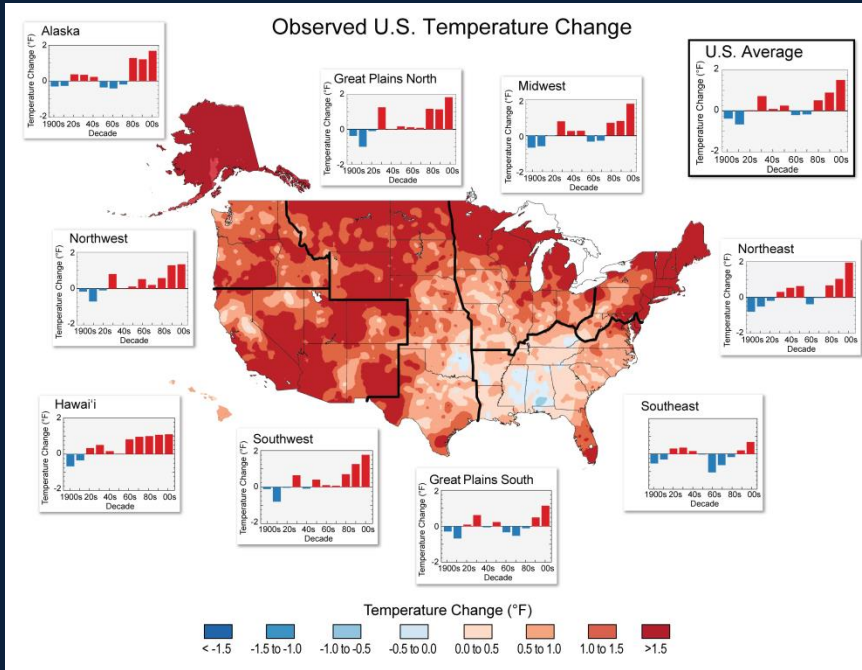 Observed U.S. Temperature Change
Alaska
Temperature Change (°F)
2
0
-2
1900s 20s 40s 60s 80s 00s
Decade
Great Plains North
Temperature Change (°F)
2
0
-2
1900s 20s 40s 60s 80s 00s
Decade
Midwest
Temperature Change (°F)
2
0
-2
1900s 20s 40s 60s 80s 00s
Decade
U.S. Average
Temperature Change (°F)
2
0
-2
1900s 20s 40s 60s 80s 00s
Decade
Northwest
Temperature Change (°F)
2
0
-2
1900s 20s 40s 60s 80s 00s
Decade
Northeast
Temperature Change (°F)
2
0
-2
1900s 20s 40s 60s 80s 00s
Decade
Hawai'i
Temperature Change (°F)
2
0
-2
1900s 20s 40s 60s 80s 00s
Decade
Southwest
Temperature Change (°F)
2
0
-2
1900s 20s 40s 60s 80s 00s
Decade
Great Plains South
Temperature Change (°F)
2
0
-2
1900s 20s 40s 60s 80s 00s
Decade
Southeast
Temperature Change (°F)
2
0
-2
1900s 20s 40s 60s 80s 00s
Decade
Temperature Change (°F)
< -1.5 -1.5 to -1.0 -1.0 to -0.5 -0.5 to 0.0 0.0 to 0.5 0.5 to 1.0 1.0 to 1.5 >1.5